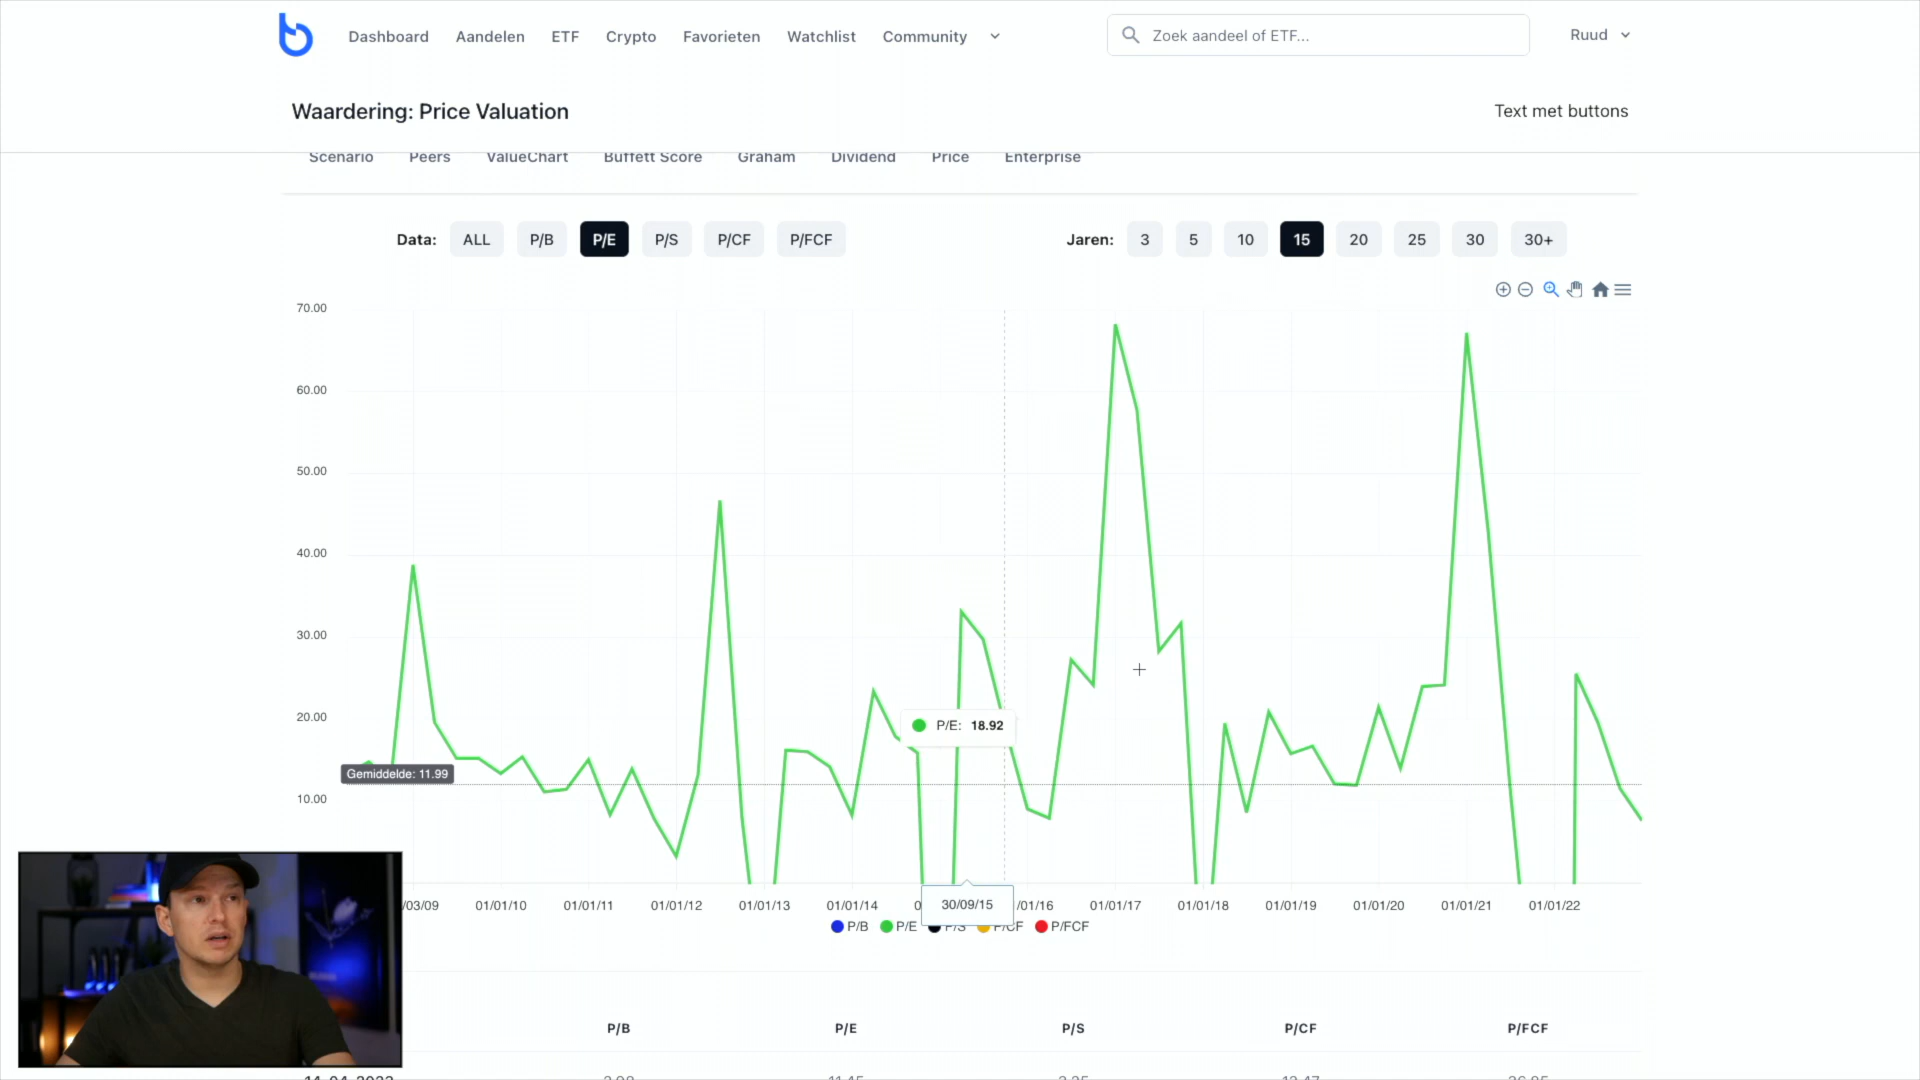 Dashboard Aandelen ETF Crypto Favorieten Watchlist Community Zoek aandeel of ETF... Ruud
Waardering: Price Valuation Text met buttons
Scenario Peers ValueChart Buffett Score Graham Dividend Price Enterprise
Data: ALL P/B P/E P/S P/CF P/FCF Jaren: 3 5 10 15 20 25 30 30+
70.00
60.00
50.00
40.00
30.00
20.00
P/E: 18.92
Gemiddelde: 11.99
10.00
/03/09 01/01/10 01/01/11 01/01/12 01/01/13 01/01/14 0 30/09/15 /01/16 01/01/17 01/01/18 01/01/19 01/01/20 01/01/21 01/01/22
P/B P/E P/S P/CF P/FCF
P/B P/E P/S P/CF P/FCF